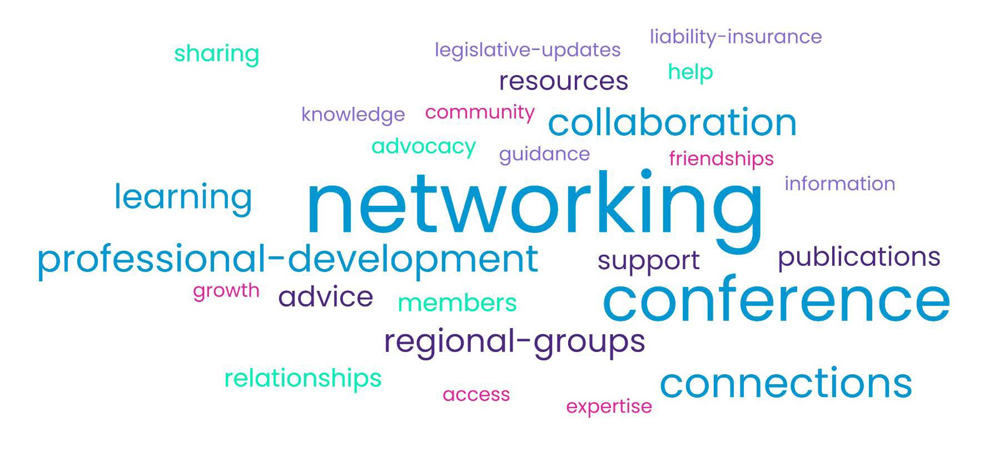 liability-insurance
sharing
legislative-updates
help
resources
knowledge
community
collaboration
advocacy
guidance
friendships
information
learning
networking
professional-development
support
publications
growth
advice
members
conference
regional-groups
relationships
connections
access
expertise